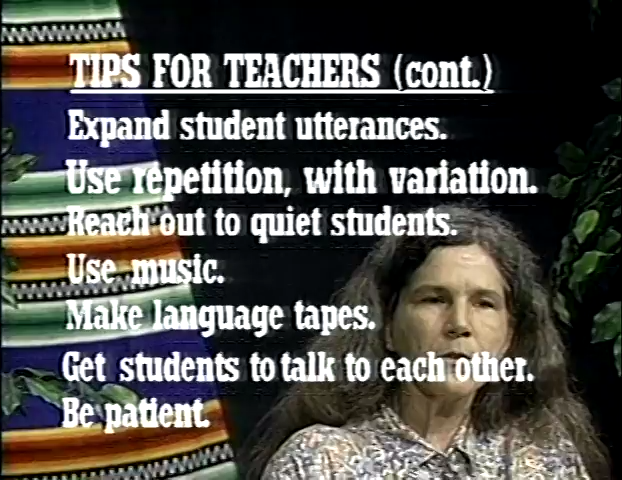 TIPS FOR TEACHERS (cont.)
Expand student utterances.
Use repetition, with variation.
Reach out to quiet students.
Use music.
Make language tapes.
Get students to talk to each other.
Be patient.